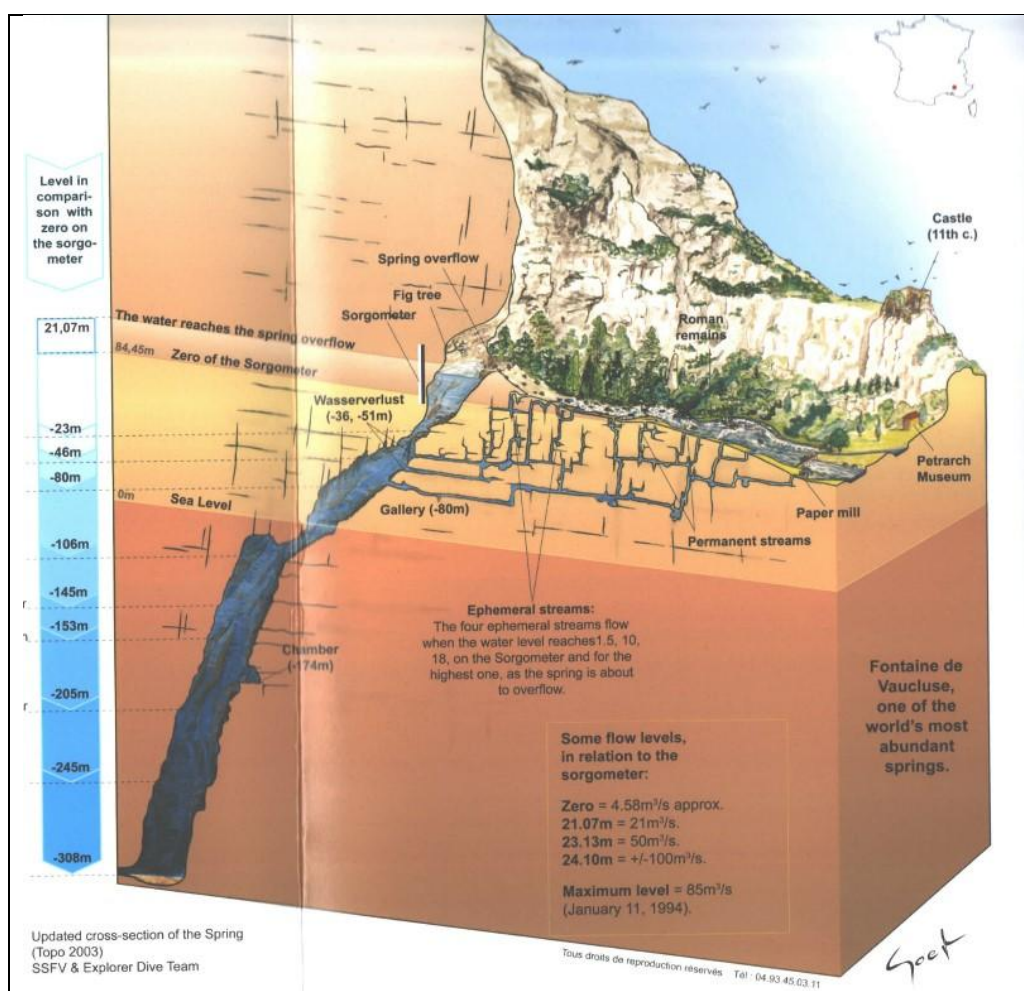 Level in
compari-
son with
zero on
the sorgo-
meter
Castle
(11th c.)
Spring overflow
Fig tree
Sorgometer
Roman
remains
21,07m
The water reaches the spring overflow
84,45m
Zero of the Sorgometer
Wasserverlust
(-36, -51m)
-23m
-46m
-80m
0m
Sea Level
Gallery (-80m)
Petrarch
Museum
Paper mill
Permanent streams
-106m
-145m
-153m
Ephemeral streams:
The four ephemeral streams flow
when the water level reaches1.5, 10,
18, on the Sorgometer and for the
highest one, as the spring is about
to overflow.
Chamber
(-174m)
-205m
-245m
-308m
Fontaine de
Vaucluse,
one of the
world's most
abundant
springs.
Some flow levels,
in relation to the
sorgometer:
Zero = 4.58m³/s approx.
21.07m = 21m³/s.
23.13m = 50m³/s.
24.10m = +/-100m³/s.
Maximum level = 85m³/s
(January 11, 1994).
Updated cross-section of the Spring
(Topo 2003)
SSFV & Explorer Dive Team
Tous droits de reproduction réservés Tél : 04.93.45.03.11